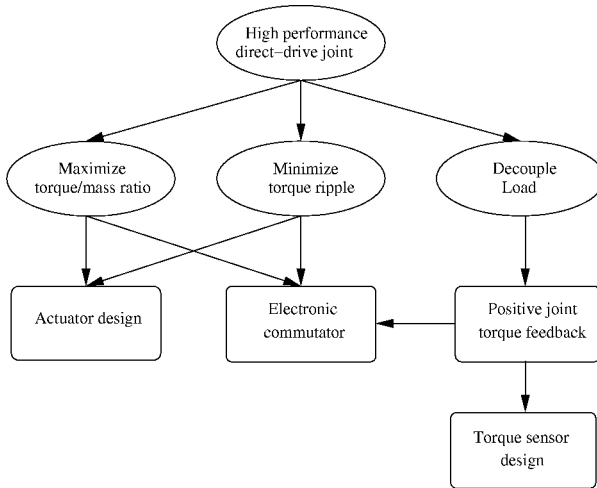 High performance
direct-drive joint
Maximize
torque/mass ratio
Minimize
torque ripple
Decouple
Load
Actuator design
Electronic
commutator
Positive joint
torque feedback
Torque sensor
design